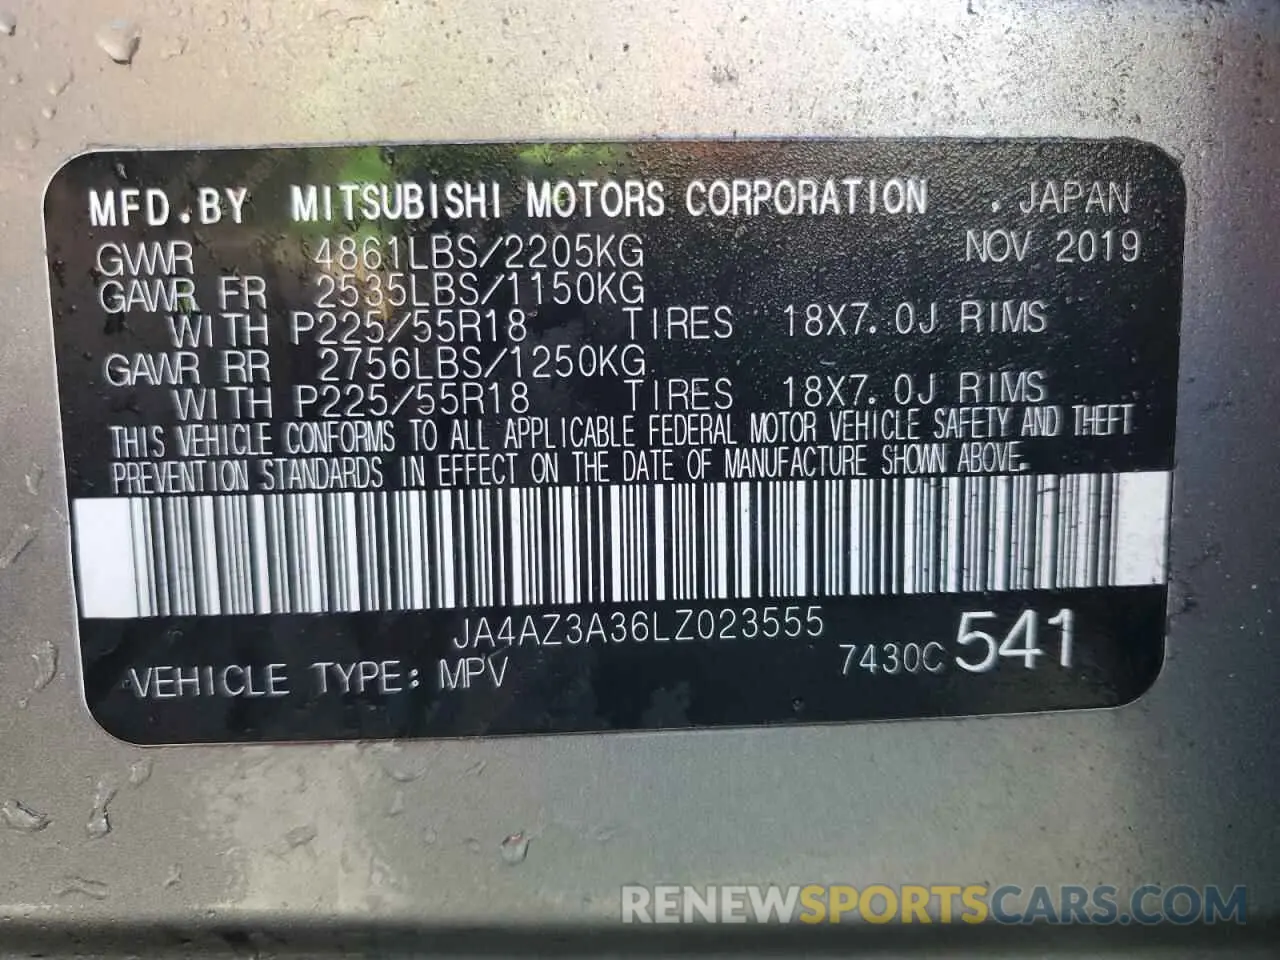 MFD.BY MITSUBISHI MOTORS CORPORATION . JAPAN
GVWR 4861LBS/2205KG NOV 2019
GAWR FR 2535LBS/1150KG
WITH P225/55R18 TIRES 18X7.0J RIMS
GAWR RR 2756LBS/1250KG
WITH P225/55R18 TIRES 18X7.0J RIMS
THIS VEHICLE CONFORMS TO ALL APPLICABLE FEDERAL MOTOR VEHICLE SAFETY AND THEFT
PREVENTION STANDARDS IN EFFECT ON THE DATE OF MANUFACTURE SHOWN ABOVE.
JA4AZ3A36LZ023555
VEHICLE TYPE: MPV 7430C 541
RENEWSPORTSCARS.COM